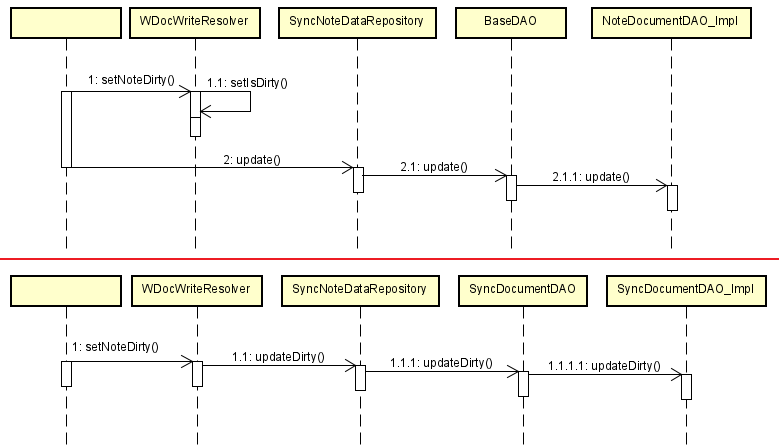 WDocWriteResolver
SyncNoteDataRepository
BaseDAO
NoteDocumentDAO_Impl
1: setNoteDirty()
1.1: setIsDirty()
2: update()
2.1: update()
2.1.1: update()
WDocWriteResolver
SyncNoteDataRepository
SyncDocumentDAO
SyncDocumentDAO_Impl
1: setNoteDirty()
1.1: updateDirty()
1.1.1: updateDirty()
1.1.1.1: updateDirty()